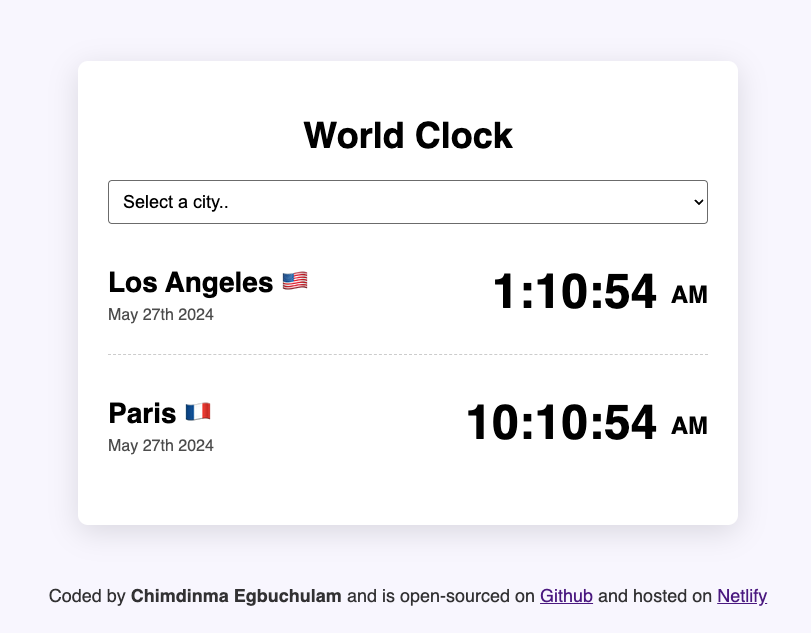 World Clock
Select a city..
Los Angeles 🇺🇸
1:10:54 AM
May 27th 2024
Paris 🇫🇷
10:10:54 AM
May 27th 2024
Coded by Chimdinma Egbuchulam and is open-sourced on Github and hosted on Netlify